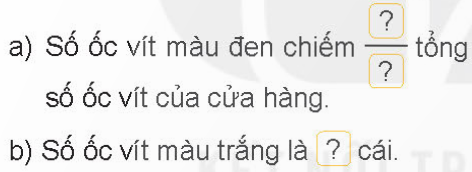 a) Số ốc vít màu đen chiếm ?/? tổng
số ốc vít của cửa hàng.
b) Số ốc vít màu trắng là ? cái.